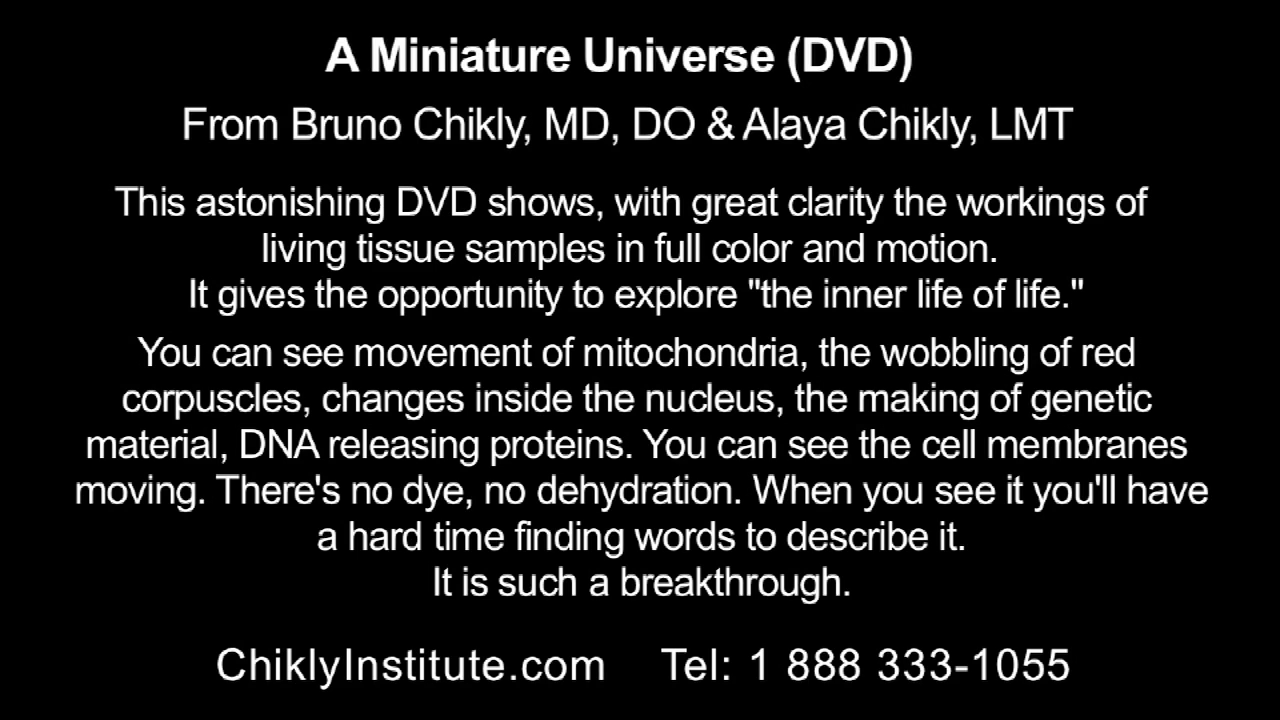 A Miniature Universe (DVD)
From Bruno Chikly, MD, DO & Alaya Chikly, LMT
This astonishing DVD shows, with great clarity the workings of
living tissue samples in full color and motion.
It gives the opportunity to explore "the inner life of life."
You can see movement of mitochondria, the wobbling of red
corpuscles, changes inside the nucleus, the making of genetic
material, DNA releasing proteins. You can see the cell membranes
moving. There's no dye, no dehydration. When you see it you'll have
a hard time finding words to describe it.
It is such a breakthrough.
ChiklyInstitute.com Tel: 1 888 333-1055